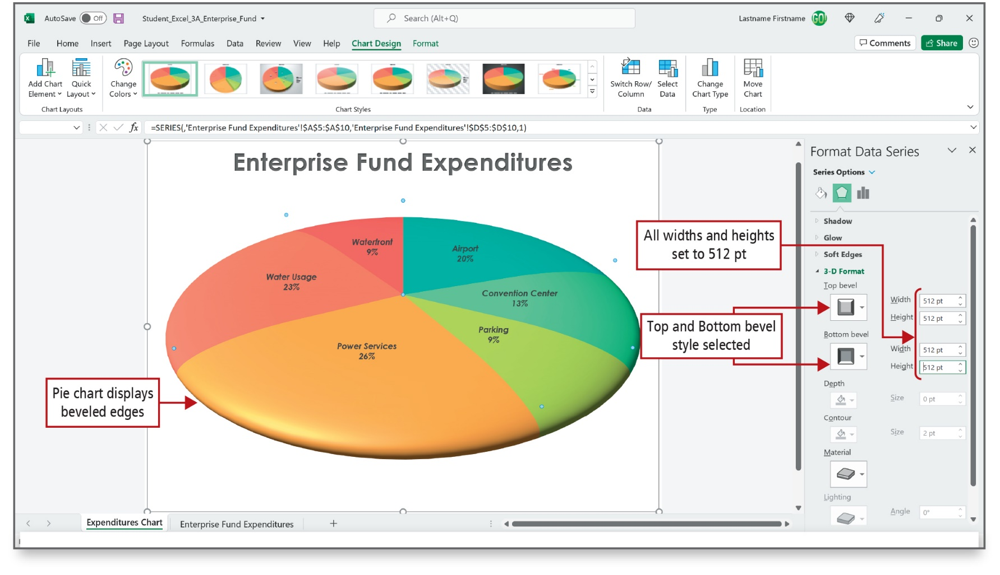 AutoSave Off Student_Excel_3A_Enterprise_Fund Search (Alt+Q) Lastname Firstname GO!
File Home Insert Page Layout Formulas Data Review View Help Chart Design Format Comments Share
Add Chart Element
Quick Layout
Change Colors
Switch Row/ Column
Select Data
Change Chart Type
Move Chart
Chart Layouts Chart Styles Data Type Location
fx =SERIES(,'Enterprise Fund Expenditures'!$A$5:$A$10,'Enterprise Fund Expenditures'!$D$5:$D$10,1)
Enterprise Fund Expenditures
Waterfront
9%
Airport
20%
Water Usage
23%
Convention Center
13%
Parking
9%
Power Services
26%
Pie chart displays
beveled edges
All widths and heights
set to 512 pt
Top and Bottom bevel
style selected
Format Data Series
Series Options
Shadow
Glow
Soft Edges
3-D Format
Top bevel
Width 512 pt
Height 512 pt
Bottom bevel
Width 512 pt
Height 512 pt
Depth
Size 0 pt
Contour
Size 2 pt
Material
Lighting
Angle 0°
Expenditures Chart Enterprise Fund Expenditures